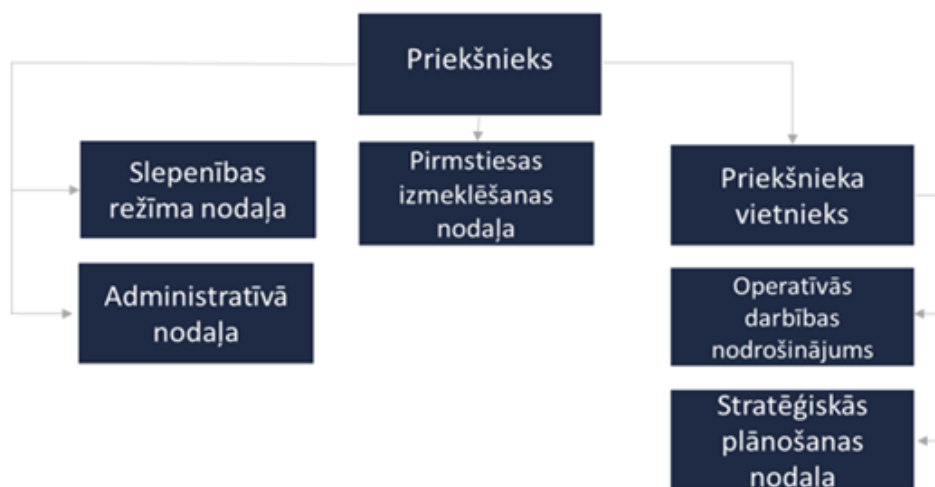 Priekšnieks
Slepenības
režīma nodaļa
Pirmstiesas
izmeklēšanas
nodaļa
Priekšnieka
vietnieks
Administratīvā
nodaļa
Operatīvās
darbības
nodrošinājums
Stratēģiskās
plānošanas
nodaļa